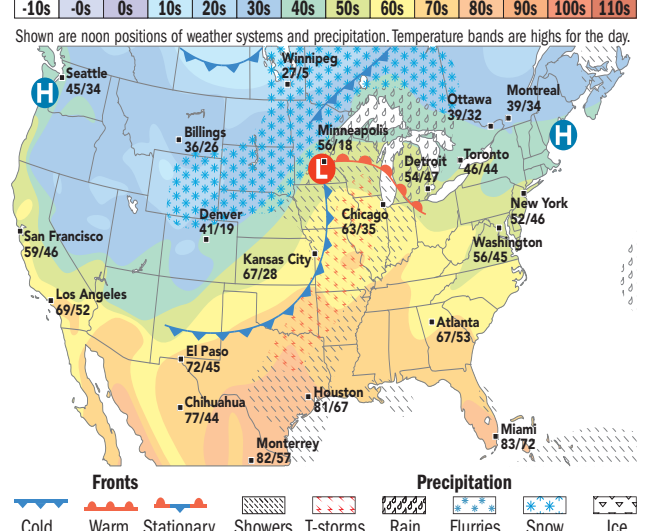 -10s -0s 0s 10s 20s 30s 40s 50s 60s 70s 80s 90s 100s 110s
Shown are noon positions of weather systems and precipitation. Temperature bands are highs for the day.
Winnipeg
27/5
Seattle
45/34
H
Montreal
39/34
Ottawa
39/32
Billings
36/26
Minneapolis
56/18
H
L
Detroit
54/47
Toronto
46/44
New York
52/46
Denver
41/19
Chicago
63/35
San Francisco
59/46
Washington
56/45
Kansas City
67/28
Los Angeles
69/52
Atlanta
67/53
El Paso
72/45
Houston
81/67
Chihuahua
77/44
Miami
83/72
Monterrey
82/57
Fronts Precipitation
Cold Warm Stationary Showers T-storms Rain Flurries Snow Ice